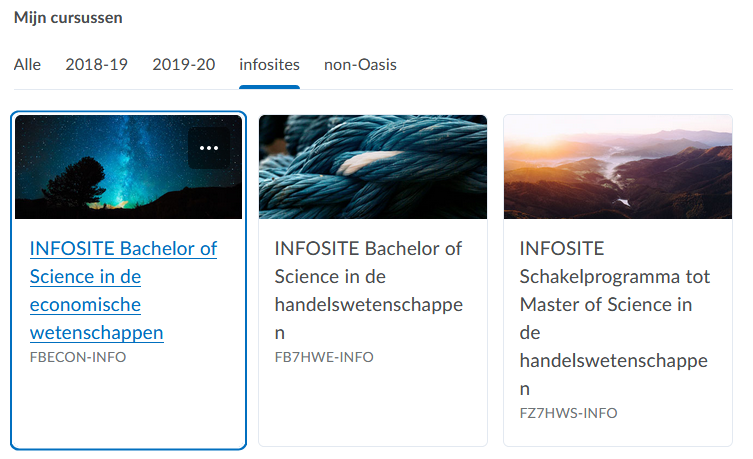 Mijn cursussen
Alle 2018-19 2019-20 infosites non-Oasis
INFOSITE Bachelor of
Science in de
economische
wetenschappen
FBECON-INFO
INFOSITE Bachelor of
Science in de
handelswetenschappe
n
FB7HWE-INFO
INFOSITE
Schakelprogramma tot
Master of Science in
de
handelswetenschappe
n
FZ7HWS-INFO